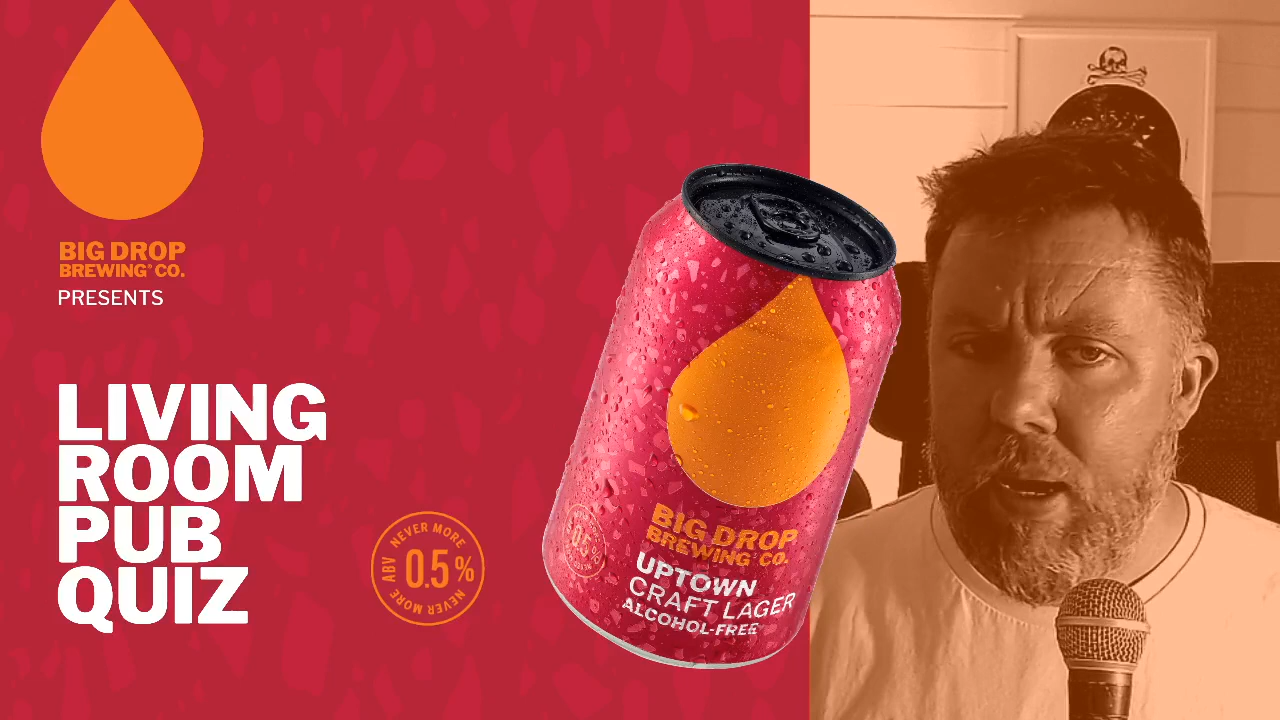 BIG DROP
BREWING® CO.
PRESENTS
LIVING
ROOM
PUB
QUIZ
NEVER MORE
ABV 0.5%
NEVER MORE
BIG DROP
BREWING® CO.
UPTOWN
CRAFT LAGER
ALCOHOL-FREE